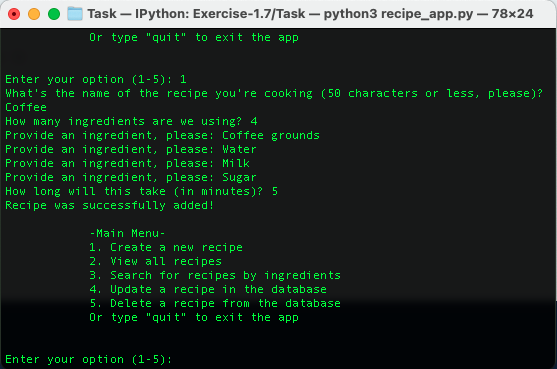 Task — IPython: Exercise-1.7/Task — python3 recipe_app.py — 78×24
Or type "quit" to exit the app
Enter your option (1-5): 1
What's the name of the recipe you're cooking (50 characters or less, please)?
Coffee
How many ingredients are we using? 4
Provide an ingredient, please: Coffee grounds
Provide an ingredient, please: Water
Provide an ingredient, please: Milk
Provide an ingredient, please: Sugar
How long will this take (in minutes)? 5
Recipe was successfully added!
-Main Menu-
1. Create a new recipe
2. View all recipes
3. Search for recipes by ingredients
4. Update a recipe in the database
5. Delete a recipe from the database
Or type "quit" to exit the app
Enter your option (1-5):